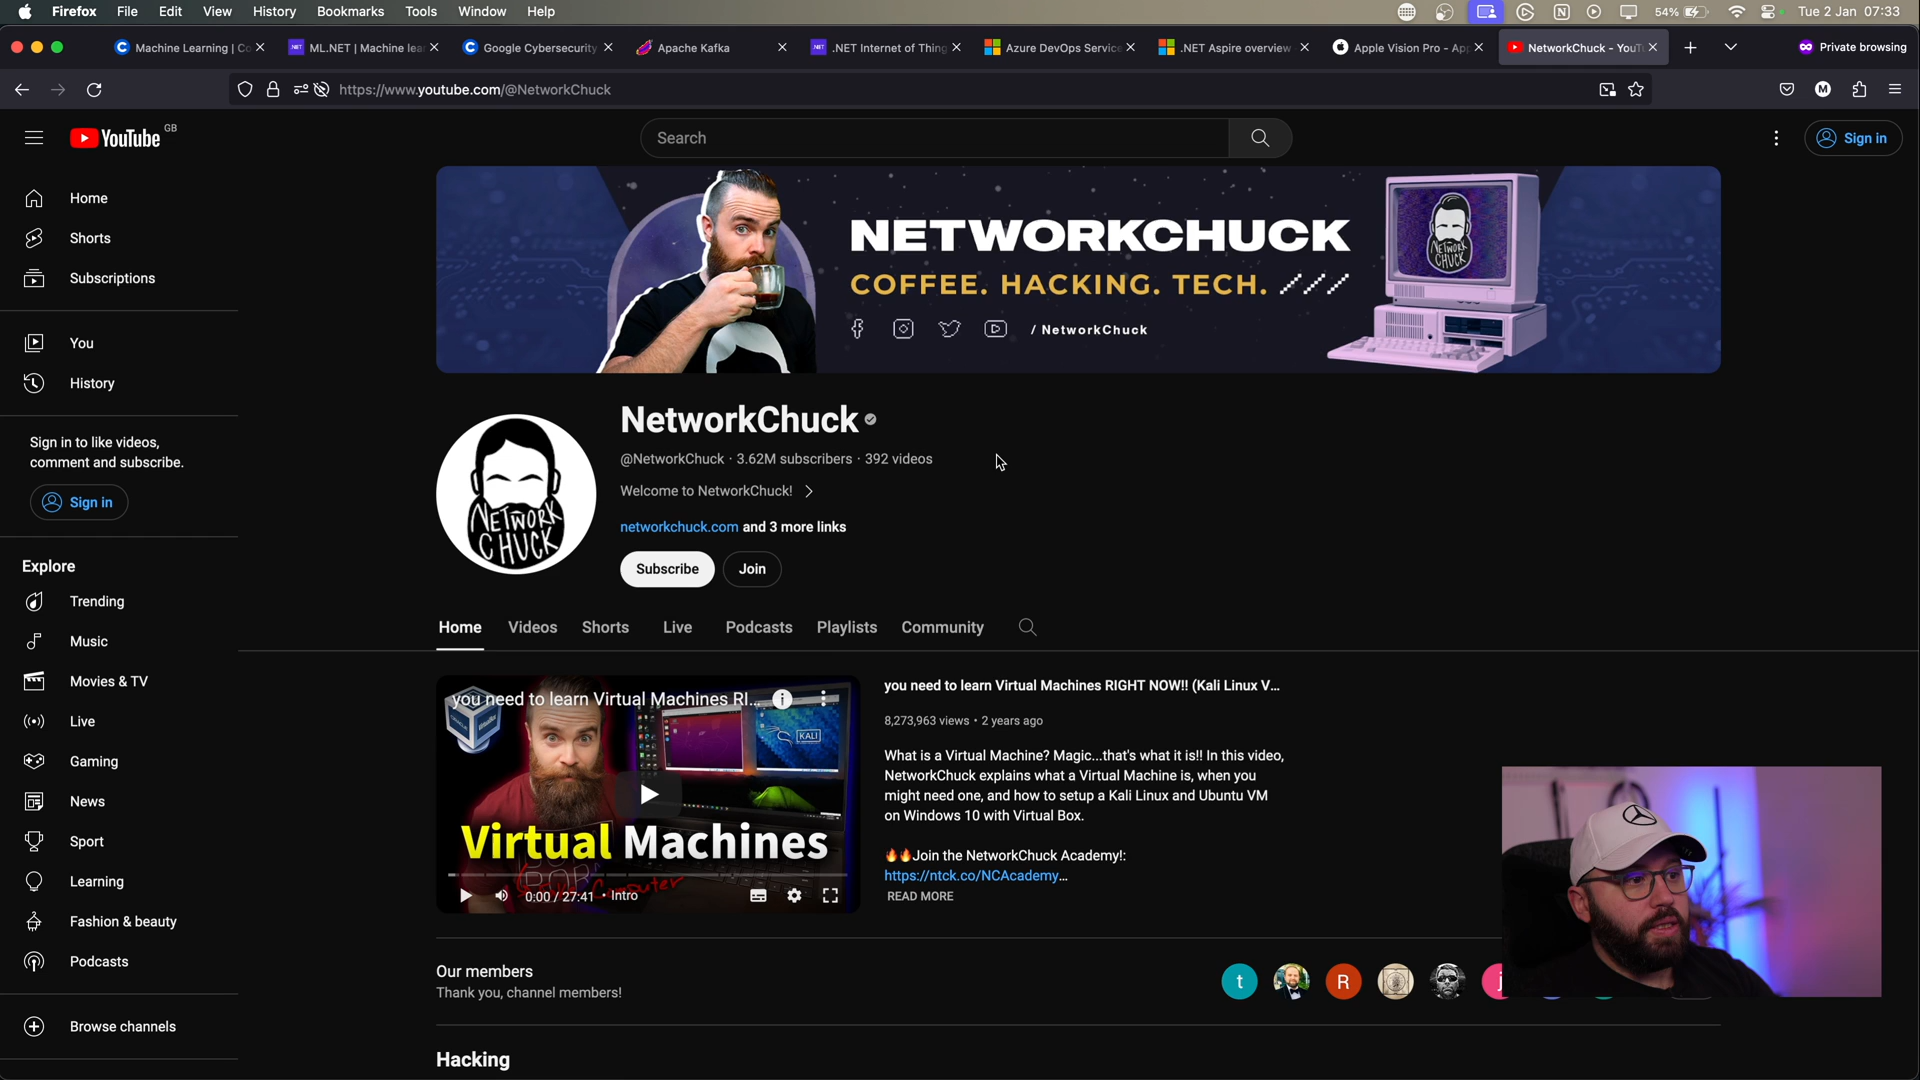 Firefox File Edit View History Bookmarks Tools Window Help 54% Tue 2 Jan 07:33
Machine Learning | Co ML.NET | Machine lea Google Cybersecurity Apache Kafka .NET Internet of Thing Azure DevOps Service .NET Aspire overview Apple Vision Pro - Ap NetworkChuck - YouT Private browsing
https://www.youtube.com/@NetworkChuck
YouTube GB
Search
Sign in
Home
Shorts
Subscriptions
You
History
Sign in to like videos,
comment and subscribe.
Sign in
Explore
Trending
Music
Movies & TV
Live
Gaming
News
Sport
Learning
Fashion & beauty
Podcasts
Browse channels
NETWORKCHUCK
COFFEE. HACKING. TECH.
/ NetworkChuck
NETWORK
CHUCK
NETWORK
CHUCK
NetworkChuck
@NetworkChuck · 3.62M subscribers · 392 videos
Welcome to NetworkChuck!
networkchuck.com and 3 more links
Subscribe Join
Home Videos Shorts Live Podcasts Playlists Community
you need to learn Virtual Machines RI...
KALI
Virtual Machines
0:00 / 27:41 • Intro
you need to learn Virtual Machines RIGHT NOW!! (Kali Linux V...
8,273,963 views • 2 years ago
What is a Virtual Machine? Magic...that's what it is!! In this video,
NetworkChuck explains what a Virtual Machine is, when you
might need one, and how to setup a Kali Linux and Ubuntu VM
on Windows 10 with Virtual Box.
🔥🔥Join the NetworkChuck Academy!:
https://ntck.co/NCAcademy...
READ MORE
Our members
Thank you, channel members!
t R j
Hacking